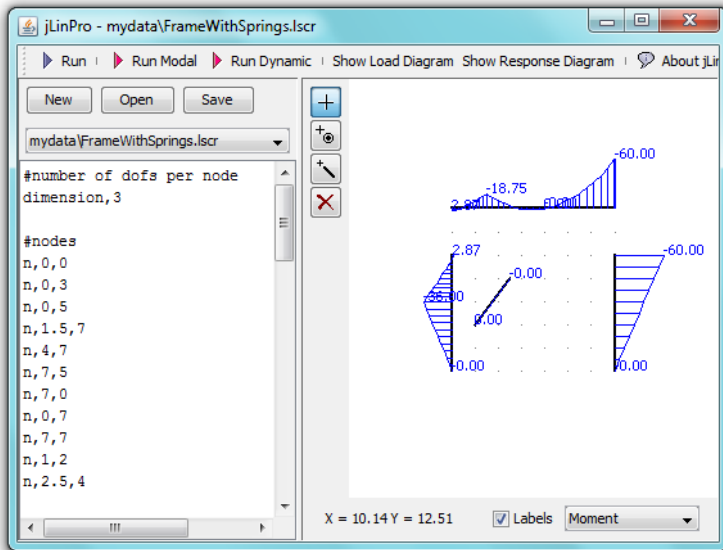 jLinPro - mydata\FrameWithSprings.lscr
Run Run Modal Run Dynamic Show Load Diagram Show Response Diagram About jLi
New Open Save
mydata\FrameWithSprings.lscr
#number of dofs per node
dimension,3
#nodes
n,0,0
n,0,3
n,0,5
n,1.5,7
n,4,7
n,7,5
n,7,0
n,0,7
n,7,7
n,1,2
n,2.5,4
-60.00
-18.75
2.87
2.87
-60.00
-0.00
-36.00
0.00
-0.00
0.00
X = 10.14 Y = 12.51 Labels Moment